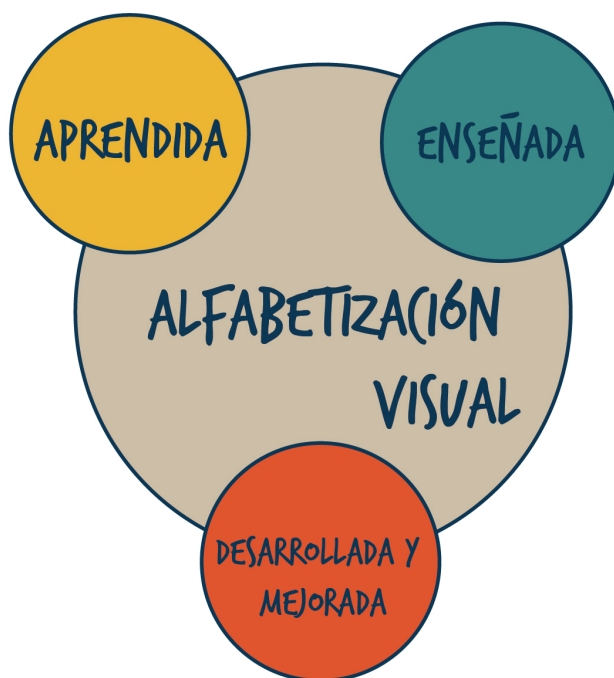 APRENDIDA
ENSEÑADA
ALFABETIZACIÓN
VISUAL
DESARROLLADA Y
MEJORADA